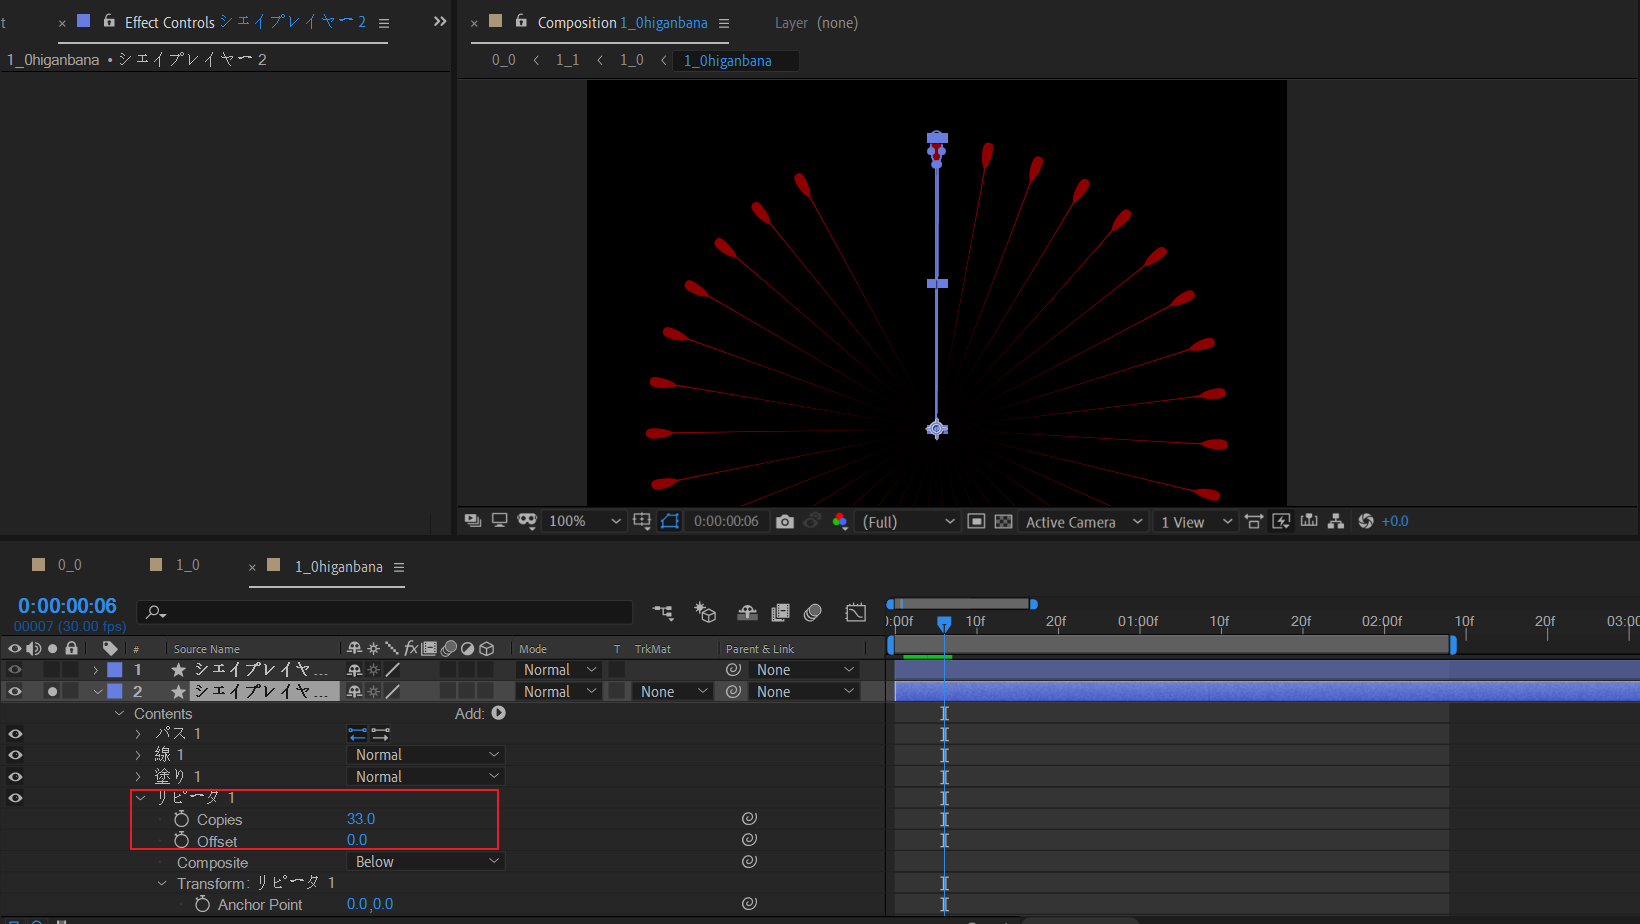 t × Effect Controls シェイプレイヤー 2 ≡ »
1_0higanbana • シェイプレイヤー 2
× Composition 1_0higanbana ≡ Layer (none)
0_0 < 1_1 < 1_0 < 1_0higanbana
100% 0:00:00:06 (Full) Active Camera 1 View +0.0
0_0 1_0 × 1_0higanbana ≡
0:00:00:06
00007 (30.00 fps)
):00f 10f 20f 01:00f 10f 20f 02:00f 10f 20f 03:00
# Source Name fx Mode T TrkMat Parent & Link
1 シェイプレイヤ... Normal None
2 シェイプレイヤ... Normal None None
Contents Add:
パス 1
線 1 Normal
塗り 1 Normal
リピータ 1
Copies 33.0
Offset 0.0
Composite Below
Transform: リピータ 1
Anchor Point 0.0,0.0